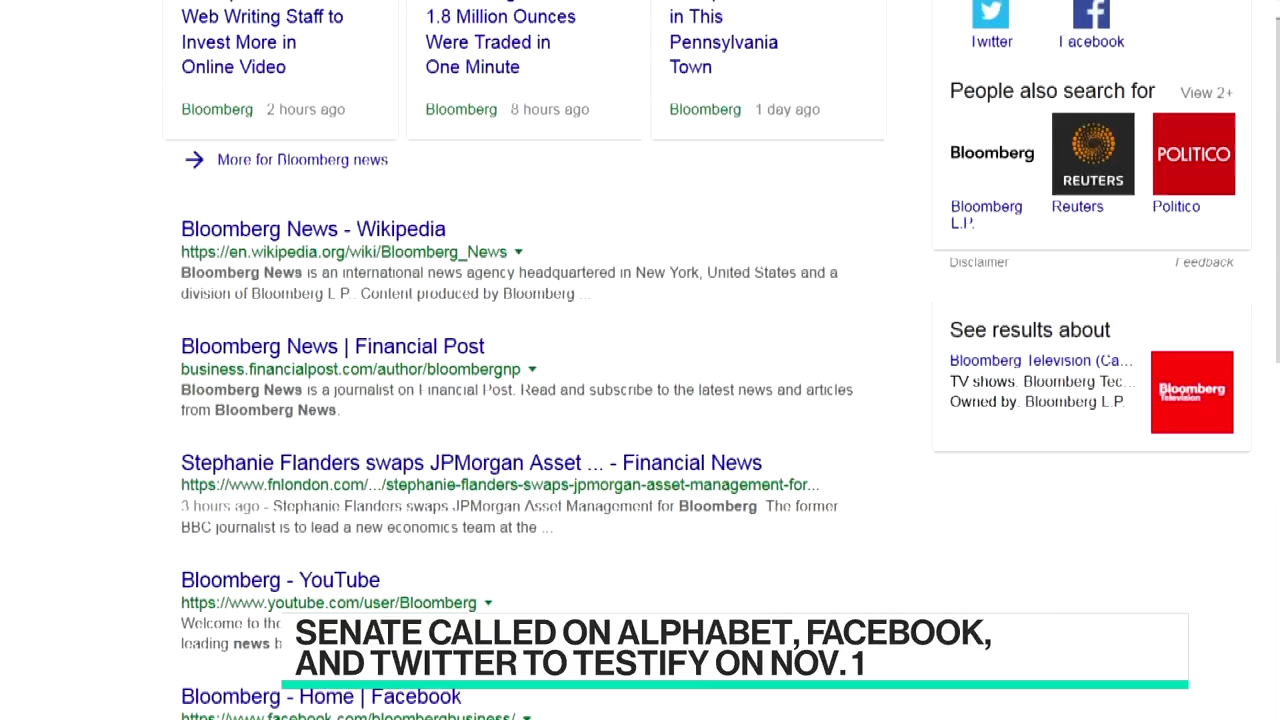 Web Writing Staff to
Invest More in
Online Video
Bloomberg 2 hours ago
1.8 Million Ounces
Were Traded in
One Minute
Bloomberg 8 hours ago
in This
Pennsylvania
Town
Bloomberg 1 day ago
More for Bloomberg news
Bloomberg News - Wikipedia
https://en.wikipedia.org/wiki/Bloomberg_News
Bloomberg News is an international news agency headquartered in New York, United States and a
division of Bloomberg L.P.. Content produced by Bloomberg ...
Bloomberg News | Financial Post
business.financialpost.com/author/bloombergnp
Bloomberg News is a journalist on Financial Post. Read and subscribe to the latest news and articles
from Bloomberg News.
Stephanie Flanders swaps JPMorgan Asset ... - Financial News
https://www.fnlondon.com/.../stephanie-flanders-swaps-jpmorgan-asset-management-for...
3 hours ago - Stephanie Flanders swaps JPMorgan Asset Management for Bloomberg. The former
BBC journalist is to lead a new economics team at the ...
Bloomberg - YouTube
https://www.youtube.com/user/Bloomberg
Welcome to the
leading news b
Bloomberg - Home | Facebook
https://www.facebook.com/bloombergbusiness/
Twitter
Facebook
People also search for View 2+
Bloomberg
REUTERS
POLITICO
Bloomberg
L.P.
Reuters
Politico
Disclaimer
Feedback
See results about
Bloomberg Television (Ca...
TV shows: Bloomberg Tec...
Owned by: Bloomberg L.P.
Bloomberg
Television
SENATE CALLED ON ALPHABET, FACEBOOK,
AND TWITTER TO TESTIFY ON NOV. 1